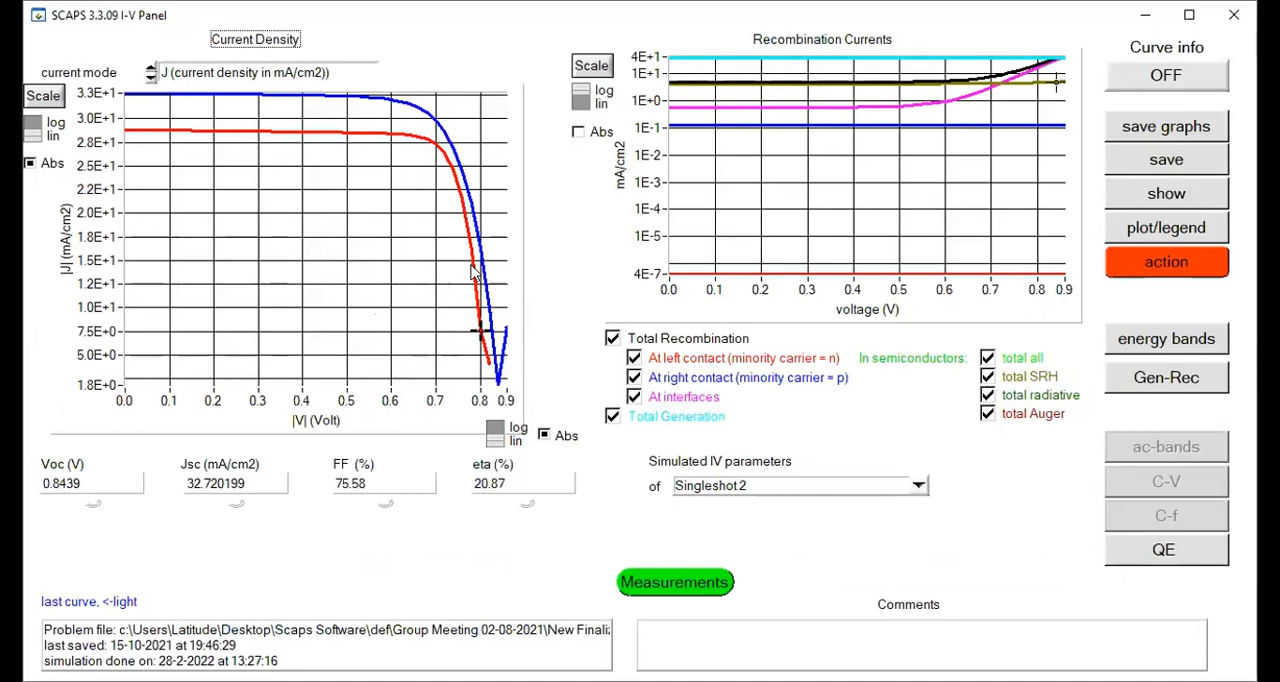 SCAPS 3.3.09 I-V Panel
Current Density
current mode J (current density in mA/cm2))
Scale
log
lin
Abs
|J| (mA/cm2)
3.3E+1
3.0E+1
2.8E+1
2.5E+1
2.2E+1
2.0E+1
1.8E+1
1.5E+1
1.2E+1
1.0E+1
7.5E+0
5.0E+0
1.8E+0
0.0 0.1 0.2 0.3 0.4 0.5 0.6 0.7 0.8 0.9
|V| (Volt)
log
lin
Abs
Voc (V) Jsc (mA/cm2) FF (%) eta (%)
0.8439 32.720199 75.58 20.87
last curve, <-light
Problem file: c:\Users\Latitude\Desktop\Scaps Software\def\Group Meeting 02-08-2021\New Finali
last saved: 15-10-2021 at 19:46:29
simulation done on: 28-2-2022 at 13:27:16
Recombination Currents
Scale
log
lin
Abs
mA/cm2
4E+1
1E+1
1E+0
1E-1
1E-2
1E-3
1E-4
1E-5
4E-7
0.0 0.1 0.2 0.3 0.4 0.5 0.6 0.7 0.8 0.9
voltage (V)
Total Recombination
At left contact (minority carrier = n) In semiconductors: total all
At right contact (minority carrier = p) total SRH
At interfaces total radiative
Total Generation total Auger
Simulated IV parameters
of Singleshot 2
Measurements
Comments
Curve info
OFF
save graphs
save
show
plot/legend
action
energy bands
Gen-Rec
ac-bands
C-V
C-f
QE